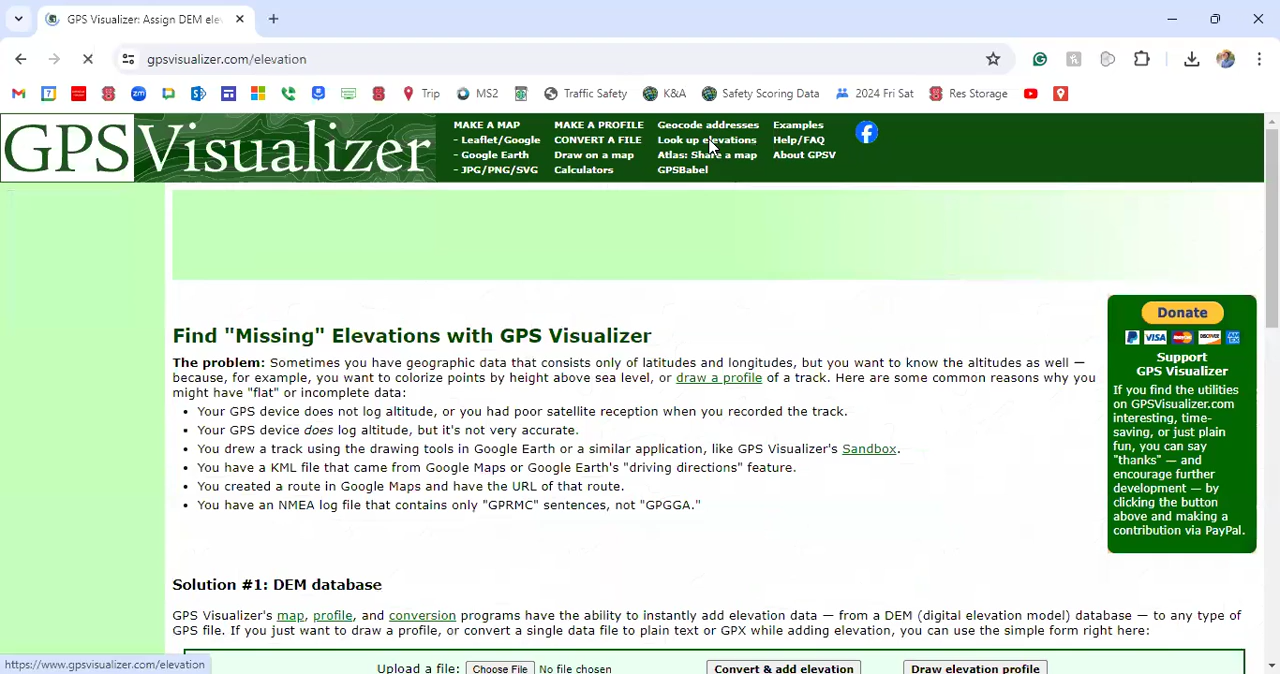 GPS Visualizer: Assign DEM ele
gpsvisualizer.com/elevation
Trip
MS2
Traffic Safety
K&A
Safety Scoring Data
2024 Fri Sat
Res Storage
GPSVisualizer
MAKE A MAP
- Leaflet/Google
- Google Earth
- JPG/PNG/SVG
MAKE A PROFILE
CONVERT A FILE
Draw on a map
Calculators
Geocode addresses
Look up elevations
Atlas: Share a map
GPSBabel
Examples
Help/FAQ
About GPSV
Find "Missing" Elevations with GPS Visualizer
The problem: Sometimes you have geographic data that consists only of latitudes and longitudes, but you want to know the altitudes as well —
because, for example, you want to colorize points by height above sea level, or draw a profile of a track. Here are some common reasons why you
might have "flat" or incomplete data:
• Your GPS device does not log altitude, or you had poor satellite reception when you recorded the track.
• Your GPS device does log altitude, but it's not very accurate.
• You drew a track using the drawing tools in Google Earth or a similar application, like GPS Visualizer's Sandbox.
• You have a KML file that came from Google Maps or Google Earth's "driving directions" feature.
• You created a route in Google Maps and have the URL of that route.
• You have an NMEA log file that contains only "GPRMC" sentences, not "GPGGA."
Donate
Support
GPS Visualizer
If you find the utilities
on GPSVisualizer.com
interesting, time-
saving, or just plain
fun, you can say
"thanks" — and
encourage further
development — by
clicking the button
above and making a
contribution via PayPal.
Solution #1: DEM database
GPS Visualizer's map, profile, and conversion programs have the ability to instantly add elevation data — from a DEM (digital elevation model) database — to any type of
GPS file. If you just want to draw a profile, or convert a single data file to plain text or GPX while adding elevation, you can use the simple form right here:
Upload a file: Choose File No file chosen Convert & add elevation Draw elevation profile
https://www.gpsvisualizer.com/elevation